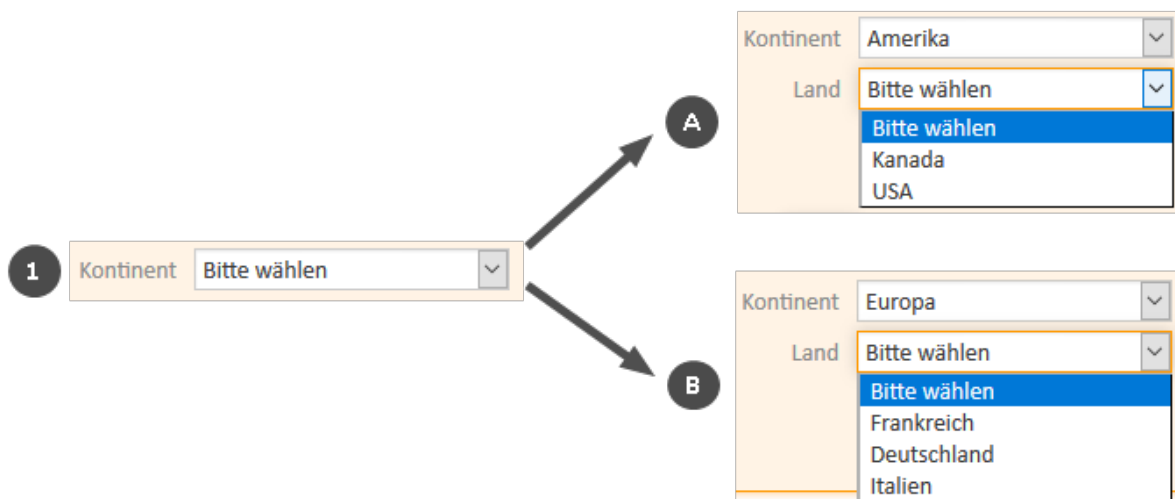 Kontinent Amerika
Land Bitte wählen
Bitte wählen
Kanada
USA
A
1 Kontinent Bitte wählen
B
Kontinent Europa
Land Bitte wählen
Bitte wählen
Frankreich
Deutschland
Italien